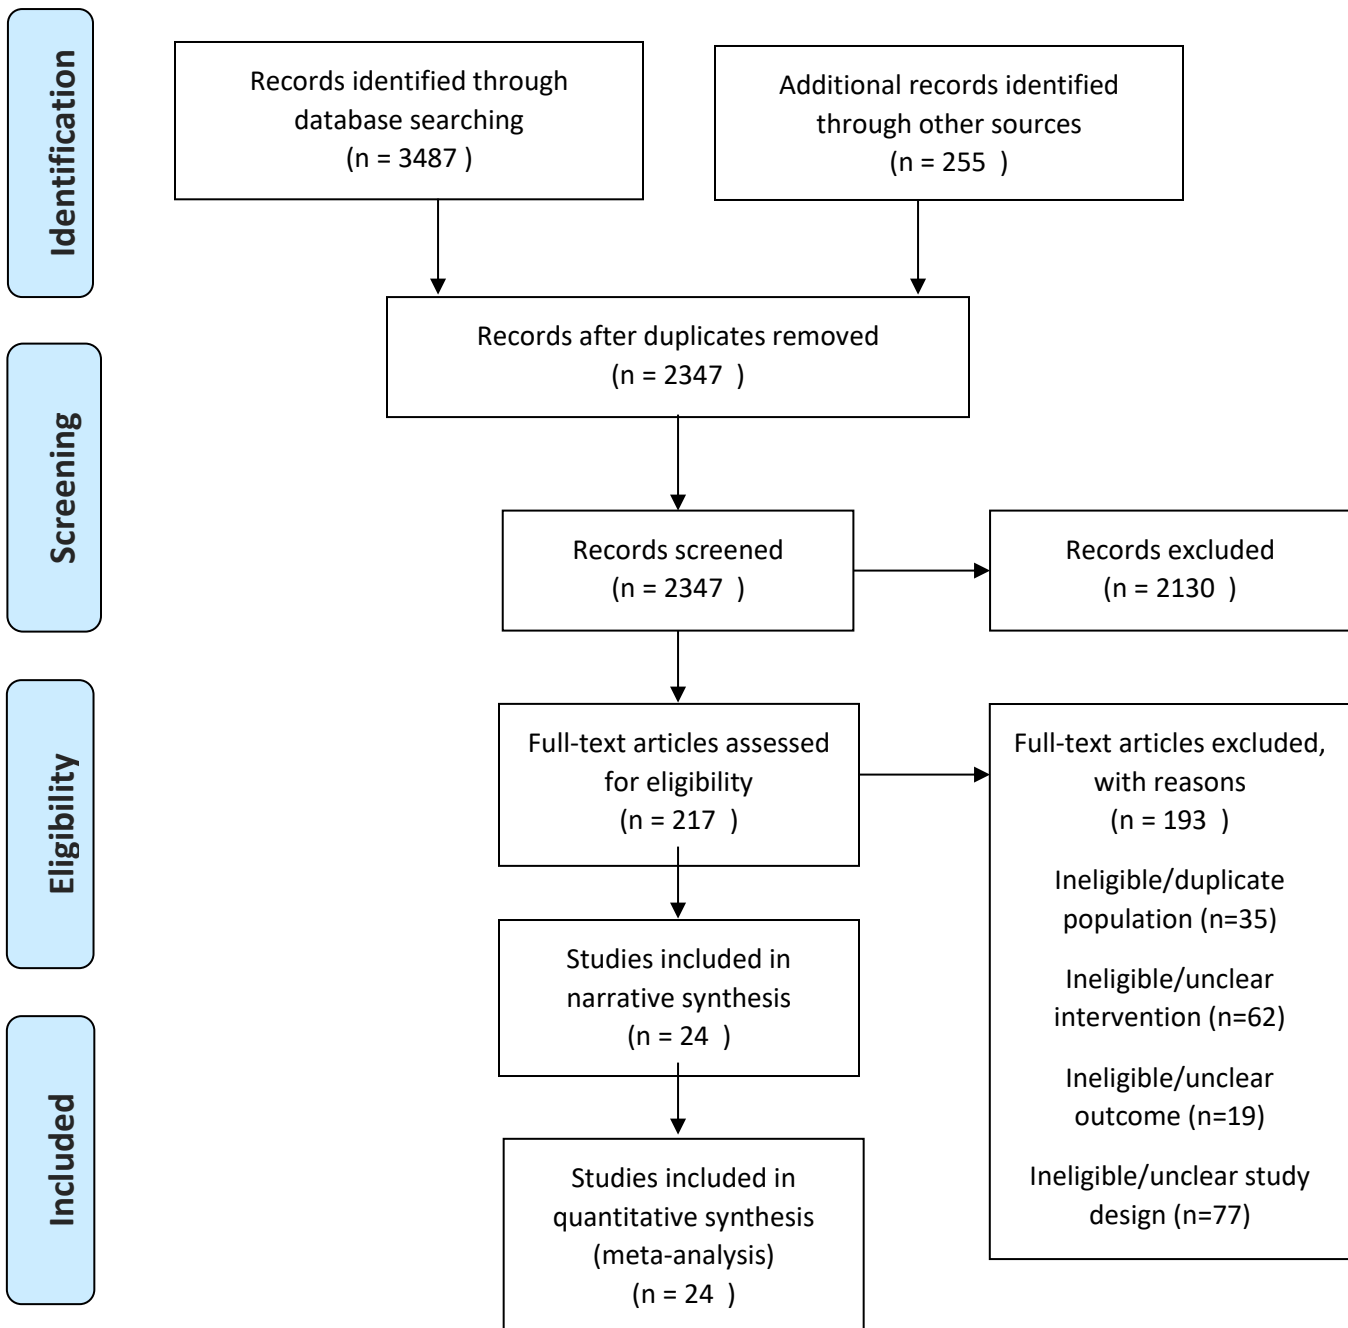 Identification
Records identified through
database searching
(n = 3487 )
Additional records identified
through other sources
(n = 255 )
Records after duplicates removed
(n = 2347 )
Screening
Records screened
(n = 2347 )
Records excluded
(n = 2130 )
Eligibility
Full-text articles assessed
for eligibility
(n = 217 )
Full-text articles excluded,
with reasons
(n = 193 )
Ineligible/duplicate
population (n=35)
Ineligible/unclear
intervention (n=62)
Ineligible/unclear
outcome (n=19)
Ineligible/unclear study
design (n=77)
Studies included in
narrative synthesis
(n = 24 )
Included
Studies included in
quantitative synthesis
(meta-analysis)
(n = 24 )